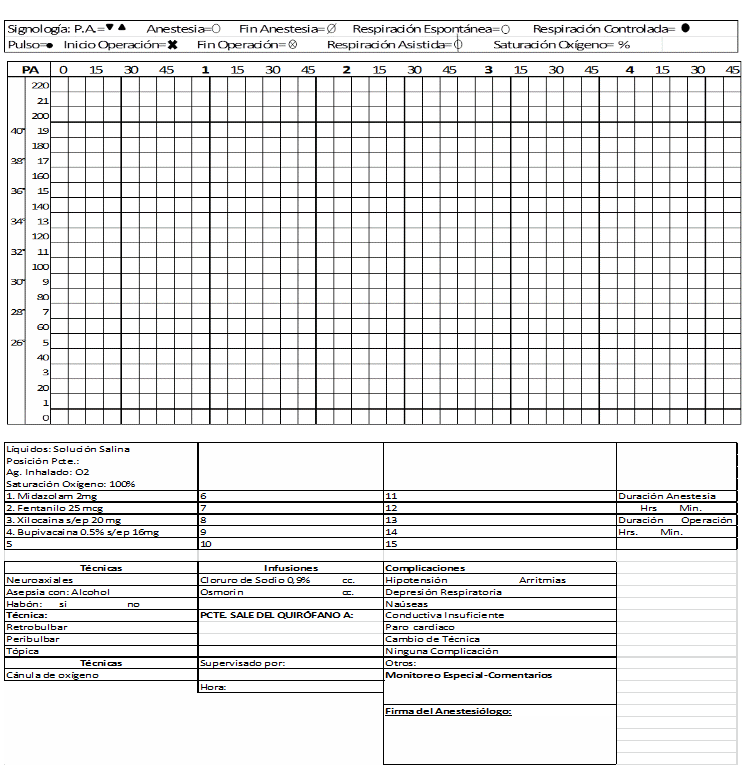 Signología: P.A.=▼▲ Anestesia=○ Fin Anestesia=∅ Respiración Espontánea=○ Respiración Controlada= ●
Pulso=● Inicio Operación=✖ Fin Operación=⊗ Respiración Asistida=⏀ Saturación Oxígeno= %
PA 0 15 30 45 1 15 30 45 2 15 30 45 3 15 30 45 4 15 30 45
220
21
200
40° 19
180
38° 17
160
36° 15
140
34° 13
120
32° 11
100
30° 9
80
28° 7
60
26° 5
40
3
20
1
0
Líquidos: Solución Salina
Posición Pcte.:
Ag. Inhalado: O2
Saturación Oxigeno: 100%
1. Midazolam 2mg 6 11 Duración Anestesia
2. Fentanilo 25 mcg 7 12 Hrs Min.
3. Xilocaina s/ep 20 mg 8 13 Duración Operación
4. Bupivacaina 0.5% s/ep 16mg 9 14 Hrs. Min.
5 10 15
Técnicas Infusiones Complicaciones
Neuroaxiales Cloruro de Sodio 0,9% cc. Hipotensión Arritmias
Asepsia con: Alcohol Osmorin cc. Depresión Respiratoria
Habón: si no Naúseas
Técnica: PCTE. SALE DEL QUIRÓFANO A: Conductiva Insuficiente
Retrobulbar Paro cardiaco
Peribulbar Cambio de Técnica
Tópica Ninguna Complicación
Técnicas Supervisado por: Otros:
Cánula de oxígeno Monitoreo Especial-Comentarios
Hora:
Firma del Anestesiólogo: